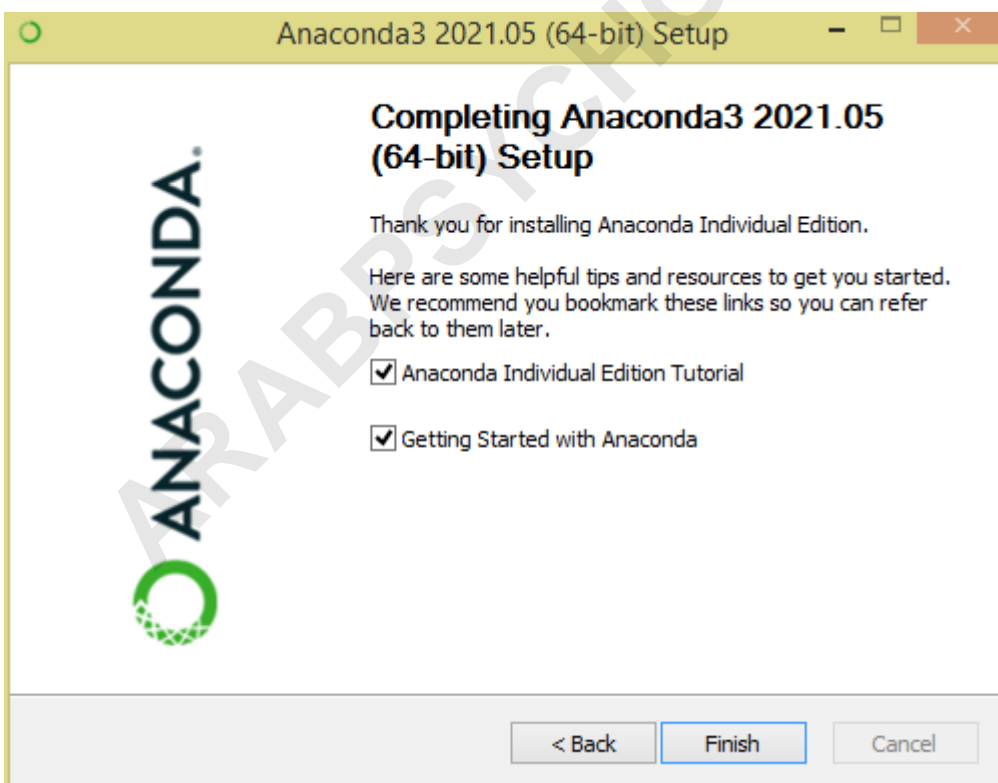 Anaconda3 2021.05 (64-bit) Setup
Completing Anaconda3 2021.05
(64-bit) Setup
Thank you for installing Anaconda Individual Edition.
Here are some helpful tips and resources to get you started.
We recommend you bookmark these links so you can refer
back to them later.
Anaconda Individual Edition Tutorial
Getting Started with Anaconda
ANACONDA.
ARABPSYCHO
< Back
Finish
Cancel